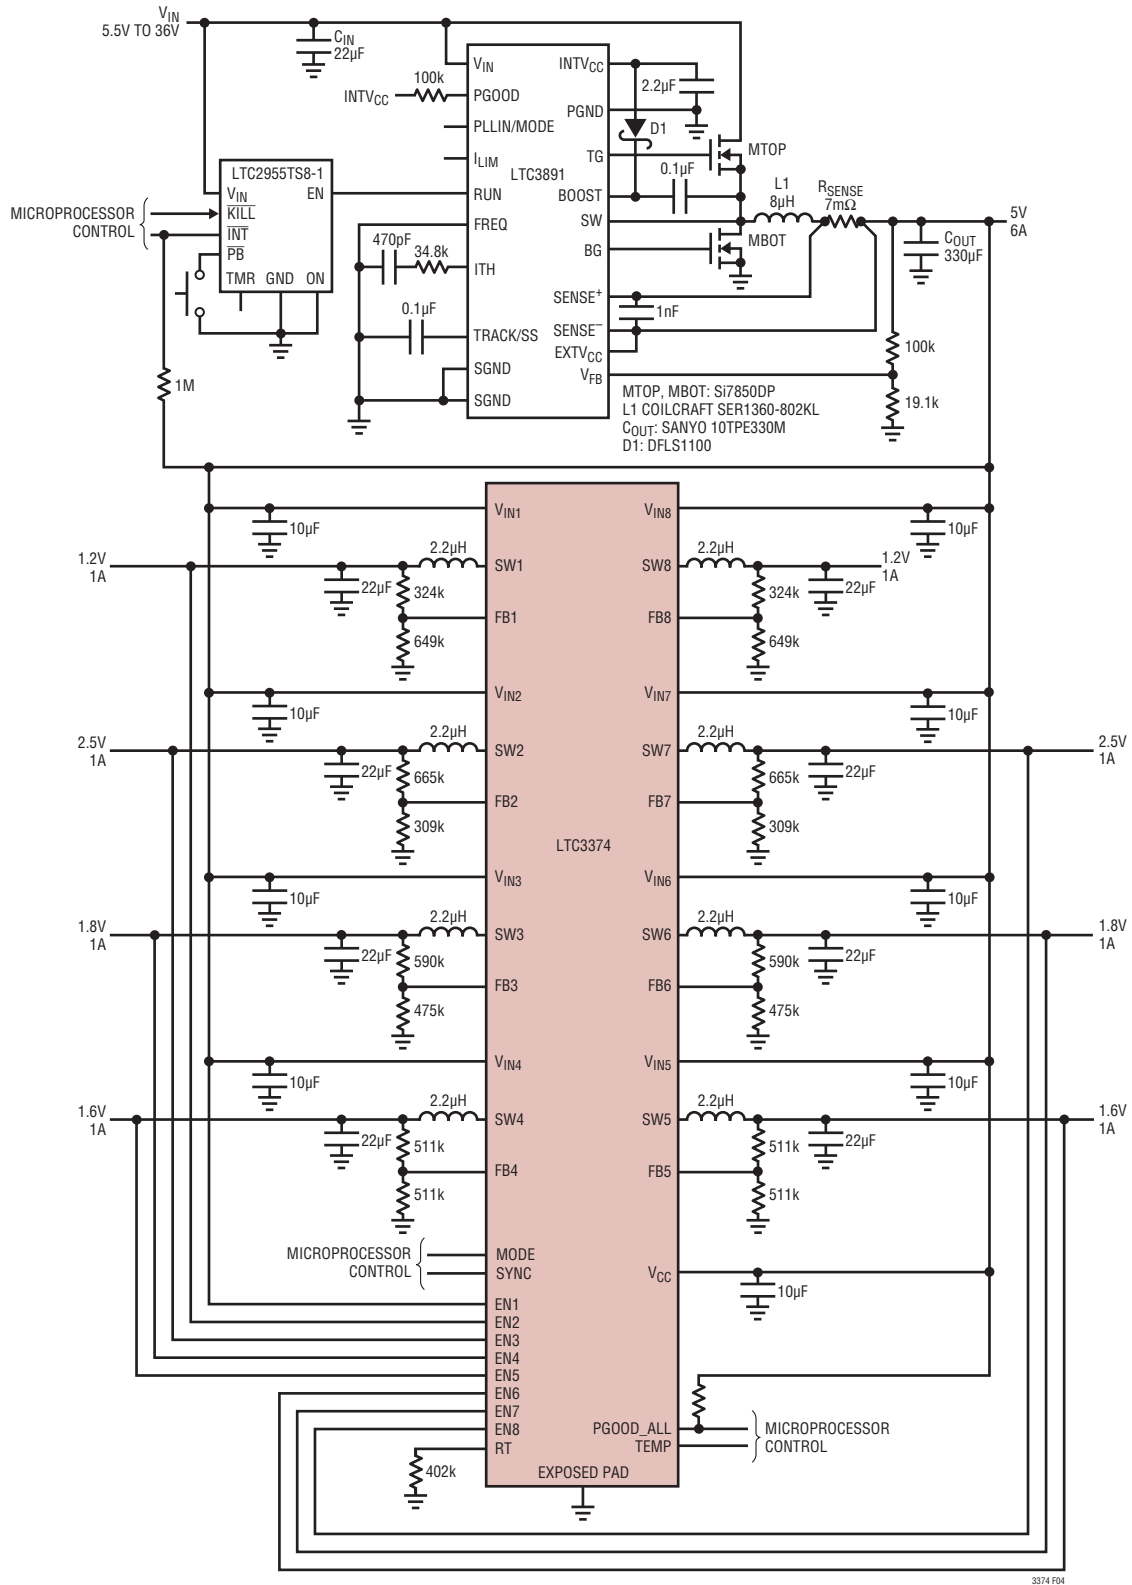 VIN
5.5V TO 36V
CIN
22µF
100k
INTVCC
VIN
PGOOD
PLLIN/MODE
ILIM
RUN
FREQ
ITH
TRACK/SS
SGND
SGND
LTC3891
INTVCC
PGND
TG
BOOST
SW
BG
SENSE+
SENSE–
EXTVCC
VFB
2.2µF
D1
MTOP
0.1µF
L1
8µH
RSENSE
7mΩ
MBOT
5V
6A
COUT
330µF
1nF
100k
19.1k
LTC2955TS8-1
VIN
EN
KILL
INT
PB
TMR GND ON
MICROPROCESSOR
CONTROL
470pF
34.8k
0.1µF
1M
MTOP, MBOT: Si7850DP
L1 COILCRAFT SER1360-802KL
COUT: SANYO 10TPE330M
D1: DFLS1100
VIN1
VIN8
10µF
10µF
1.2V
1A
2.2µH
SW1
SW8
2.2µH
1.2V
1A
22µF
324k
324k
22µF
FB1
FB8
649k
649k
VIN2
VIN7
10µF
10µF
2.5V
1A
2.2µH
SW2
SW7
2.2µH
2.5V
1A
22µF
665k
665k
22µF
FB2
FB7
309k
309k
LTC3374
VIN3
VIN6
10µF
10µF
1.8V
1A
2.2µH
SW3
SW6
2.2µH
1.8V
1A
22µF
590k
590k
22µF
FB3
FB6
475k
475k
VIN4
VIN5
10µF
10µF
1.6V
1A
2.2µH
SW4
SW5
2.2µH
1.6V
1A
22µF
511k
511k
22µF
FB4
FB5
511k
511k
MICROPROCESSOR
CONTROL
MODE
SYNC
VCC
10µF
EN1
EN2
EN3
EN4
EN5
EN6
EN7
EN8
RT
402k
PGOOD_ALL
TEMP
MICROPROCESSOR
CONTROL
EXPOSED PAD
3374 F04